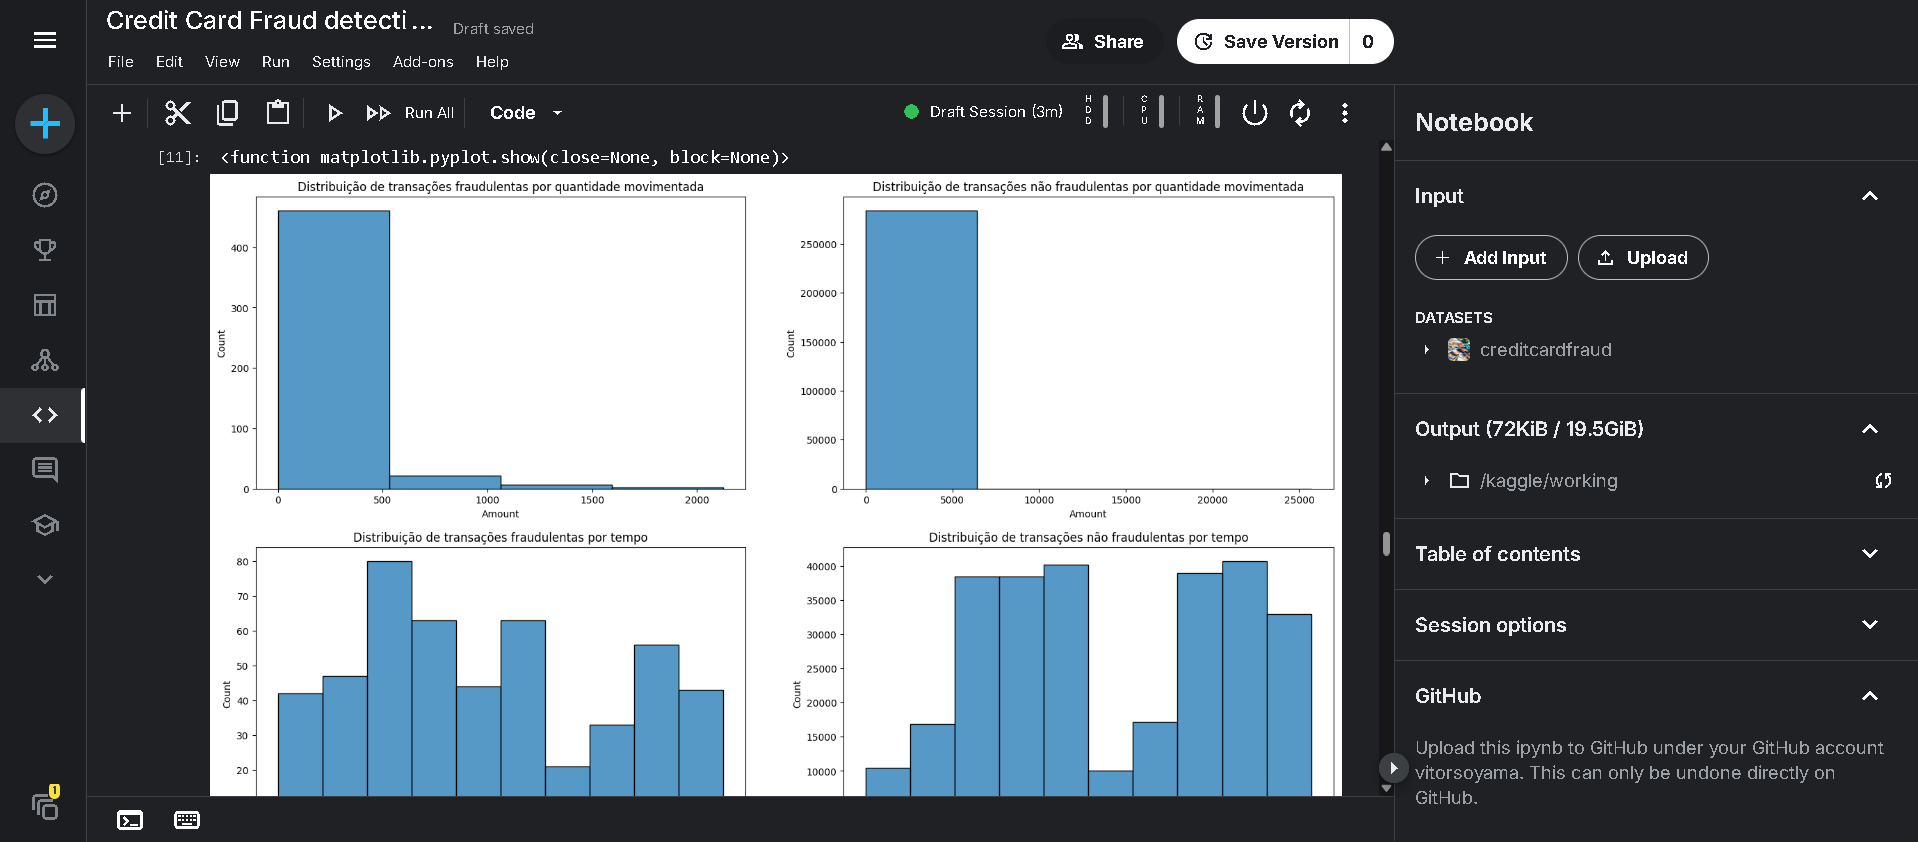 Credit Card Fraud detecti ...
Draft saved
File Edit View Run Settings Add-ons Help
Share
Save Version 0
Run All
Code
Draft Session (3m)
HDD
CPU
RAM
[11]: <function matplotlib.pyplot.show(close=None, block=None)>
Distribuição de transações fraudulentas por quantidade movimentada
400
300
200
100
0
Count
0 500 1000 1500 2000
Amount
Distribuição de transações não fraudulentas por quantidade movimentada
250000
200000
150000
100000
50000
0
Count
0 5000 10000 15000 20000 25000
Amount
Distribuição de transações fraudulentas por tempo
80
70
60
50
40
30
20
Count
Distribuição de transações não fraudulentas por tempo
40000
35000
30000
25000
20000
15000
10000
Count
Notebook
Input
Add Input
Upload
DATASETS
creditcardfraud
Output (72KiB / 19.5GiB)
/kaggle/working
Table of contents
Session options
GitHub
Upload this ipynb to GitHub under your GitHub account
vitorsoyama. This can only be undone directly on
GitHub.
1